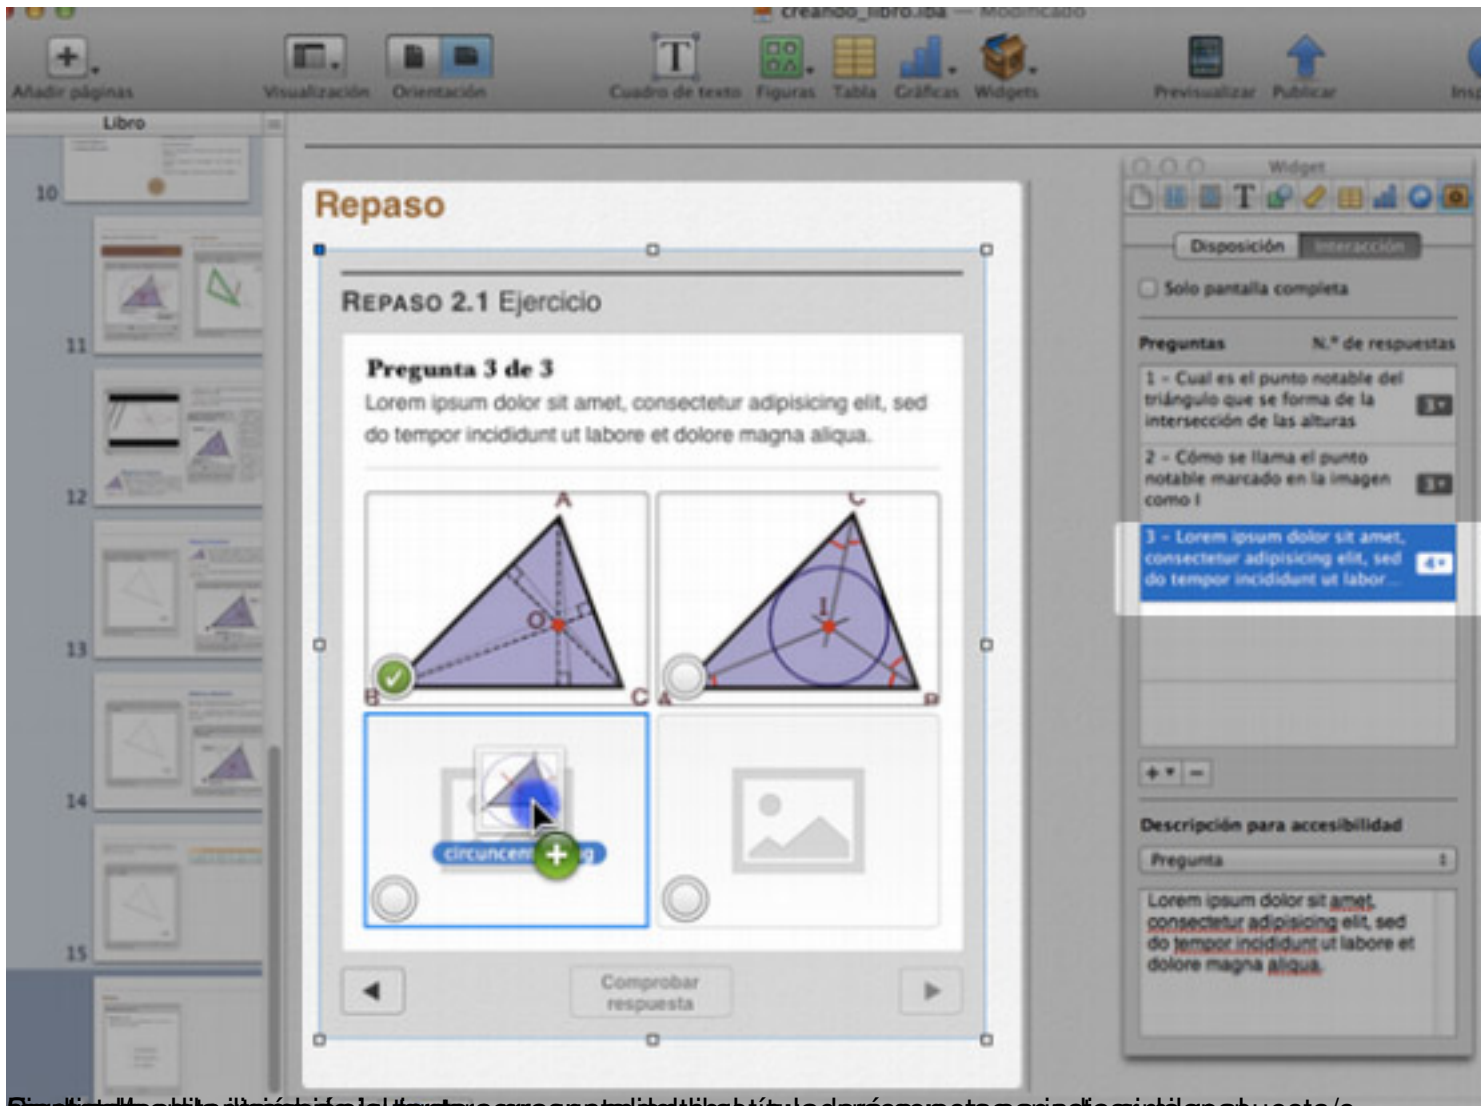 creando_libro.iba — Modificado
Añadir páginas
Visualización
Orientación
Cuadro de texto
Figuras
Tabla
Gráficas
Widgets
Previsualizar
Publicar
Libro
10
11
12
13
14
15
Repaso
REPASO 2.1 Ejercicio
Pregunta 3 de 3
Lorem ipsum dolor sit amet, consectetur adipisicing elit, sed
do tempor incididunt ut labore et dolore magna aliqua.
A
O
B
C
C
I
A
B
Comprobar
respuesta
Widget
T
Disposición
Interacción
Solo pantalla completa
Preguntas
N.º de respuestas
1 - Cual es el punto notable del
triángulo que se forma de la
intersección de las alturas
3
2 - Cómo se llama el punto
notable marcado en la imagen
como I
3
3 - Lorem ipsum dolor sit amet,
consectetur adipisicing elit, sed
do tempor incididunt ut labor...
4
Descripción para accesibilidad
Pregunta
Lorem ipsum dolor sit amet,
consectetur adipisicing elit, sed
do tempor incididunt ut labore et
dolore magna aliqua.